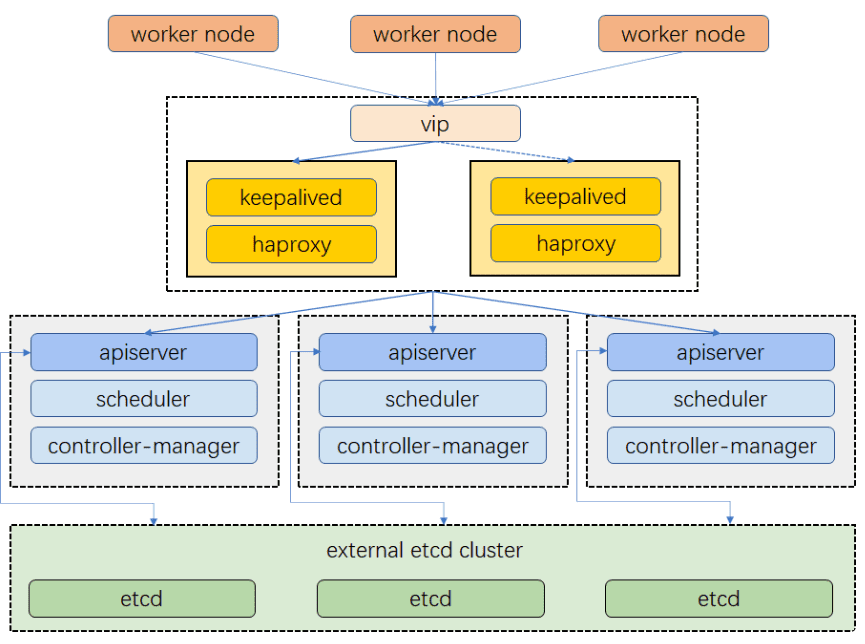 worker node
worker node
worker node
vip
keepalived
haproxy
keepalived
haproxy
apiserver
scheduler
controller-manager
apiserver
scheduler
controller-manager
apiserver
scheduler
controller-manager
external etcd cluster
etcd
etcd
etcd